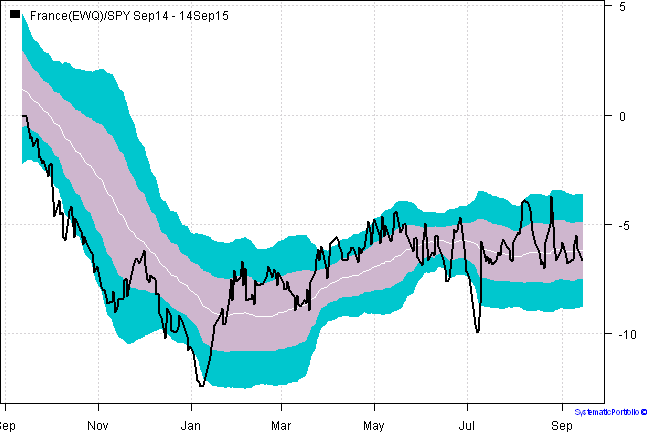 France(EWQ)/SPY Sep14 - 14Sep15
5
0
-5
-10
Sep Nov Jan Mar May Jul Sep
SystematicPortfolio ©